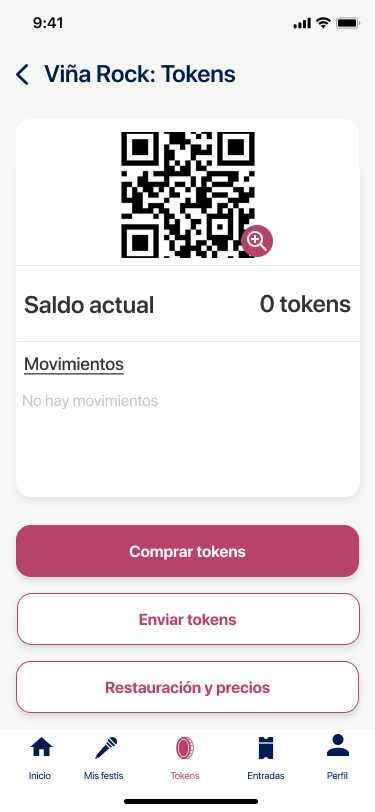 9:41
Viña Rock: Tokens
Saldo actual 0 tokens
Movimientos
No hay movimientos
Comprar tokens
Enviar tokens
Restauración y precios
Inicio Mis festis Tokens Entradas Perfil